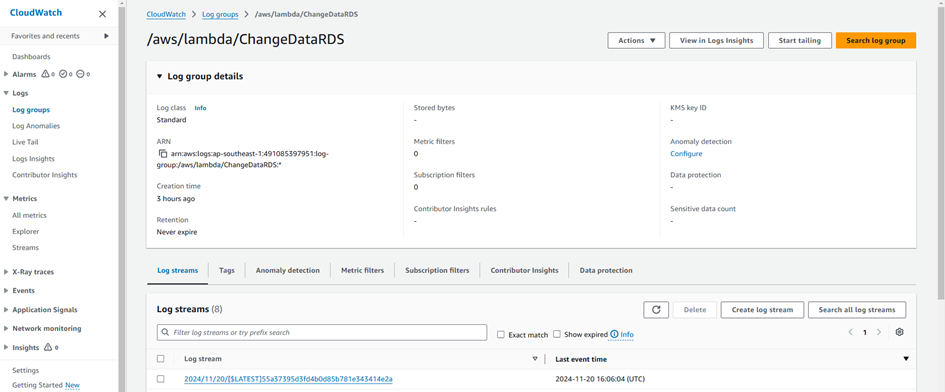 CloudWatch
Favorites and recents
Dashboards
Alarms 0 0 0
Logs
Log groups
Log Anomalies
Live Tail
Logs Insights
Contributor Insights
Metrics
All metrics
Explorer
Streams
X-Ray traces
Events
Application Signals
Network monitoring
Insights 0
Settings
Getting Started New
CloudWatch > Log groups > /aws/lambda/ChangeDataRDS
/aws/lambda/ChangeDataRDS
Actions
View in Logs Insights
Start tailing
Search log group
Log group details
Log class Info
Standard
ARN
arn:aws:logs:ap-southeast-1:491085397951:log-
group:/aws/lambda/ChangeDataRDS:*
Creation time
3 hours ago
Retention
Never expire
Stored bytes
-
Metric filters
0
Subscription filters
0
Contributor Insights rules
-
KMS key ID
-
Anomaly detection
Configure
Data protection
-
Sensitive data count
-
Log streams
Tags
Anomaly detection
Metric filters
Subscription filters
Contributor Insights
Data protection
Log streams (8)
Delete
Create log stream
Search all log streams
Filter log streams or try prefix search
Exact match
Show expired
Info
1
Log stream
Last event time
2024/11/20/[$LATEST]55a37395d3fd4b0d85b781e343414e2a
2024-11-20 16:06:04 (UTC)